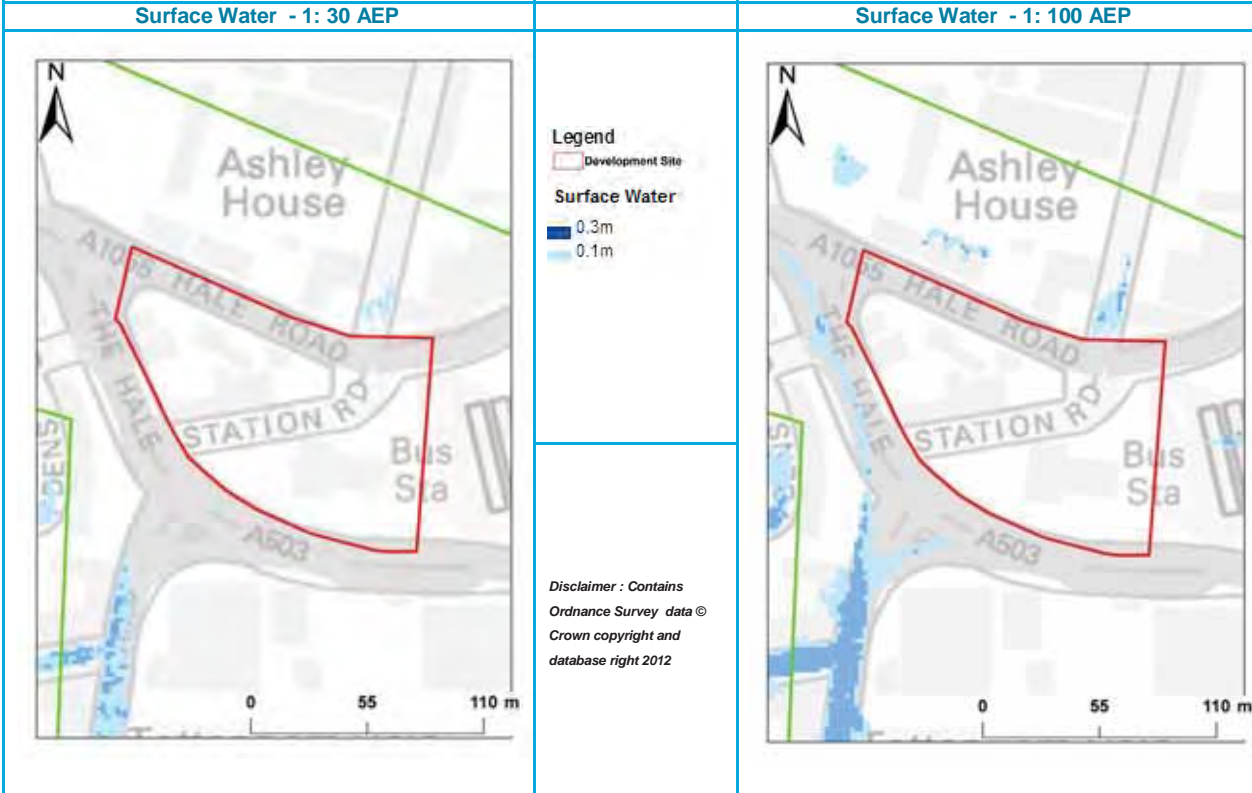 Surface Water - 1: 30 AEP
Surface Water - 1: 100 AEP
N
Ashley
House
A1055 HALE ROAD
THE HALE
STATION RD
Bus
Sta
A503
DENS
0 55 110 m
Legend
Development Site
Surface Water
0.3m
0.1m
Disclaimer : Contains
Ordnance Survey data ©
Crown copyright and
database right 2012
N
Ashley
House
A1055 HALE ROAD
THE HALE
STATION RD
Bus
Sta
A503
0 55 110 m